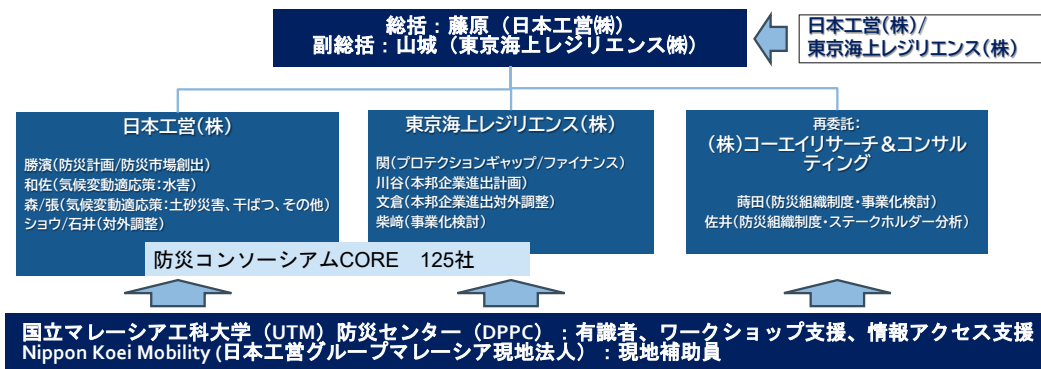 総括：藤原（日本工営㈱）
副総括：山城（東京海上レジリエンス㈱）
日本工営(株)/
東京海上レジリエンス(株)
日本工営(株)
勝濱(防災計画/防災市場創出)
和佐(気候変動適応策：水害)
森/張(気候変動適応策：土砂災害、干ばつ、その他)
ショウ/石井(対外調整)
東京海上レジリエンス(株)
関(プロテクションギャップ/ファイナンス)
川谷(本邦企業進出計画)
文倉(本邦企業進出対外調整)
柴﨑(事業化検討)
再委託：
(株)コーエイリサーチ＆コンサル
ティング
蒔田(防災組織制度・事業化検討)
佐井(防災組織制度・ステークホルダー分析)
防災コンソーシアムCORE　125社
国立マレーシア工科大学（UTM）防災センター（DPPC）：有識者、ワークショップ支援、情報アクセス支援
Nippon Koei Mobility (日本工営グループマレーシア現地法人）：現地補助員